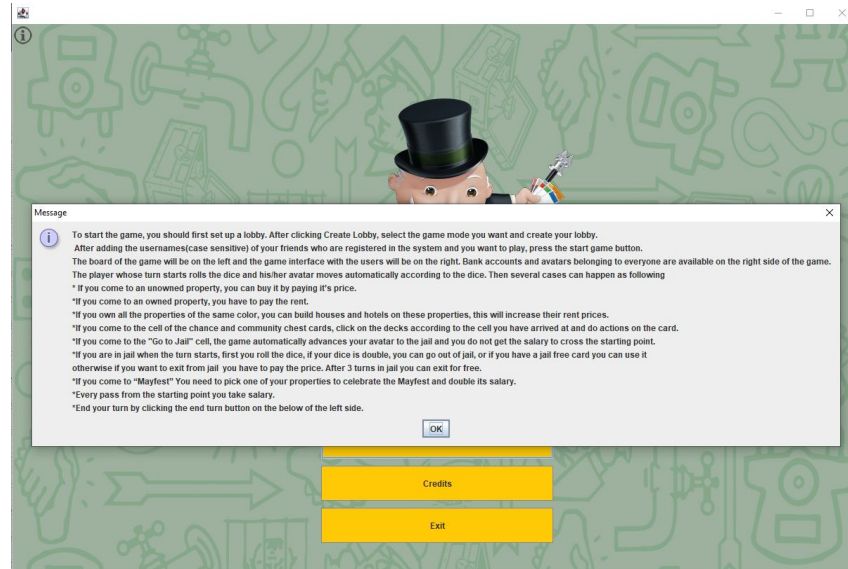 Message
To start the game, you should first set up a lobby. After clicking Create Lobby, select the game mode you want and create your lobby.
After adding the usernames(case sensitive) of your friends who are registered in the system and you want to play, press the start game button.
The board of the game will be on the left and the game interface with the users will be on the right. Bank accounts and avatars belonging to everyone are available on the right side of the game.
The player whose turn starts rolls the dice and his/her avatar moves automatically according to the dice. Then several cases can happen as following
* If you come to an unowned property, you can buy it by paying it's price.
*If you come to an owned property, you have to pay the rent.
*If you own all the properties of the same color, you can build houses and hotels on these properties, this will increase their rent prices.
*If you come to the cell of the chance and community chest cards, click on the decks according to the cell you have arrived at and do actions on the card.
*If you come to the "Go to Jail" cell, the game automatically advances your avatar to the jail and you do not get the salary to cross the starting point.
*If you are in jail when the turn starts, first you roll the dice, if your dice is double, you can go out of jail, or if you have a jail free card you can use it
otherwise if you want to exit from jail you have to pay the price. After 3 turns in jail you can exit for free.
*If you come to “Mayfest” You need to pick one of your properties to celebrate the Mayfest and double its salary.
*Every pass from the starting point you take salary.
*End your turn by clicking the end turn button on the below of the left side.
OK
Credits
Exit